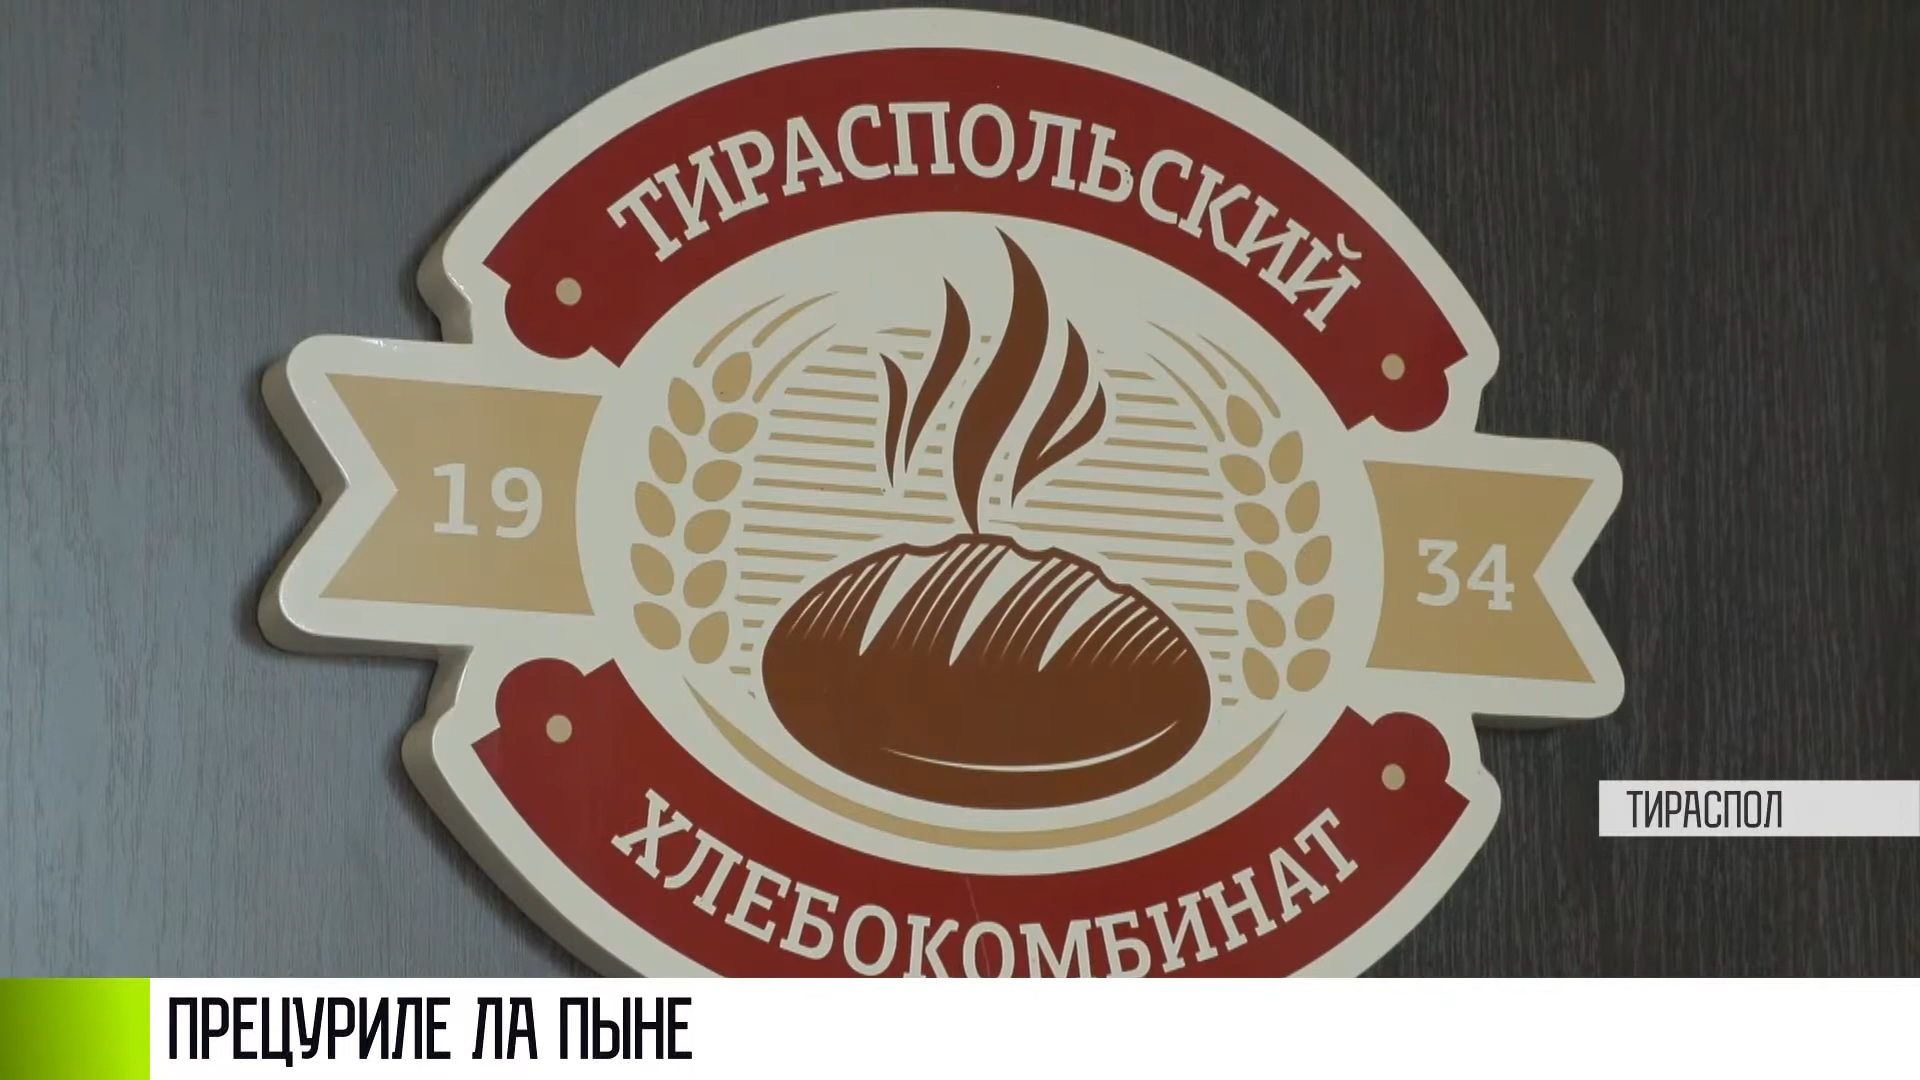 ТИРАСПОЛЬСКИЙ
19
34
ХЛЕБОКОМБИНАТ
ТИРАСПОЛ
ПРЕЦУРИЛЕ ЛА ПЫНЕ